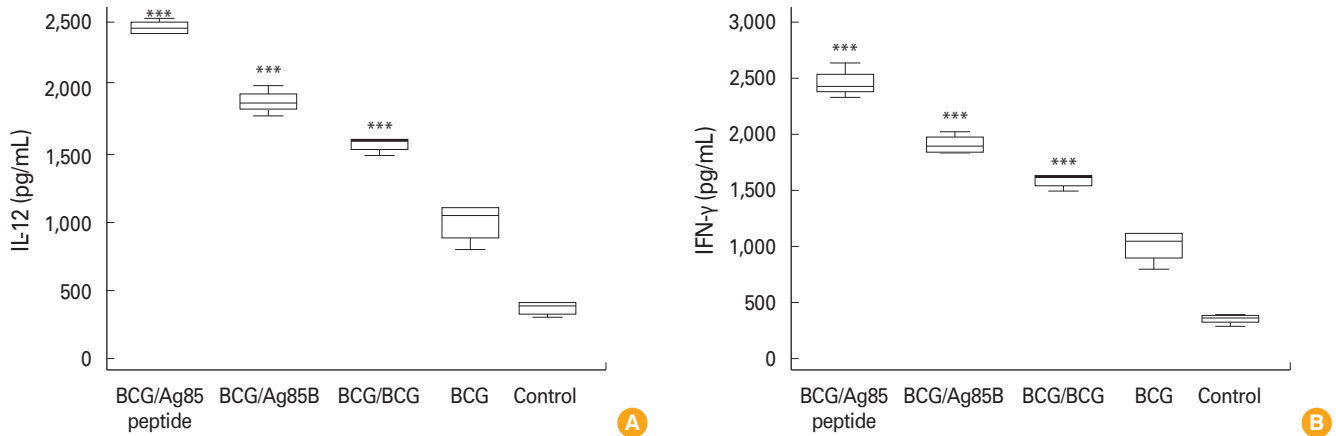 2,500
2,000
1,500
1,000
500
0
IL-12 (pg/mL)
***
***
***
BCG/Ag85 peptide
BCG/Ag85B
BCG/BCG
BCG
Control
A
3,000
2,500
2,000
1,500
1,000
500
0
IFN-γ (pg/mL)
***
***
***
BCG/Ag85 peptide
BCG/Ag85B
BCG/BCG
BCG
Control
B